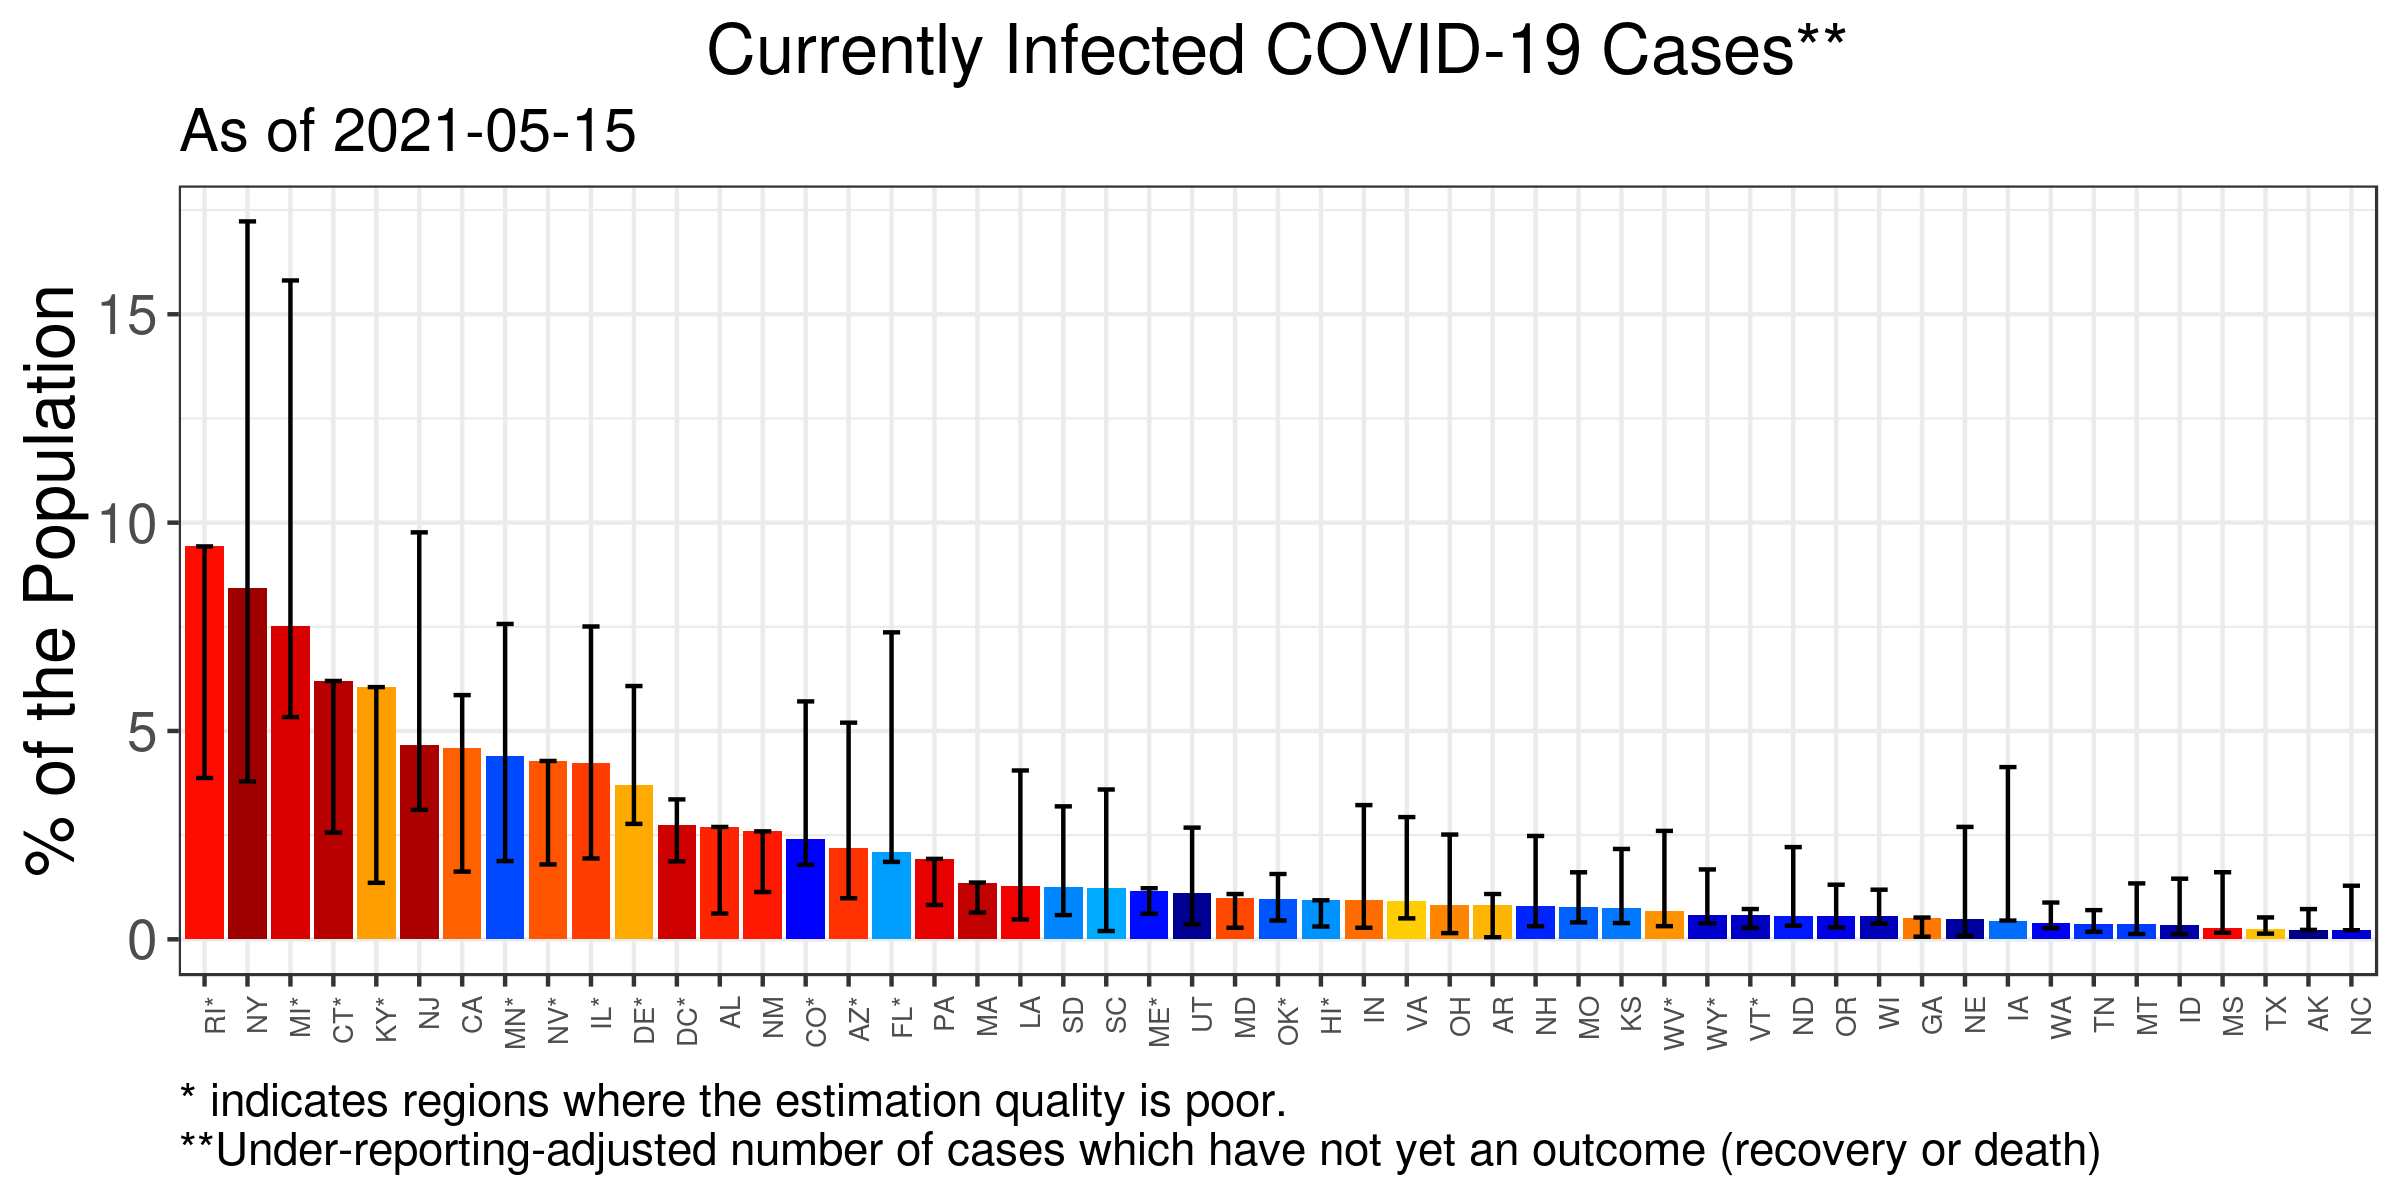 Currently Infected COVID-19 Cases**
As of 2021-05-15
% of the Population
15
10
5
0
RI* NY MI* CT* KY* NJ CA MN* NV* IL* DE* DC* AL NM CO* AZ* FL* PA MA LA SD SC ME* UT MD OK* HI* IN VA OH AR NH MO KS WV* WY* VT* ND OR WI GA NE IA WA TN MT ID MS TX AK NC
* indicates regions where the estimation quality is poor.
**Under-reporting-adjusted number of cases which have not yet an outcome (recovery or death)